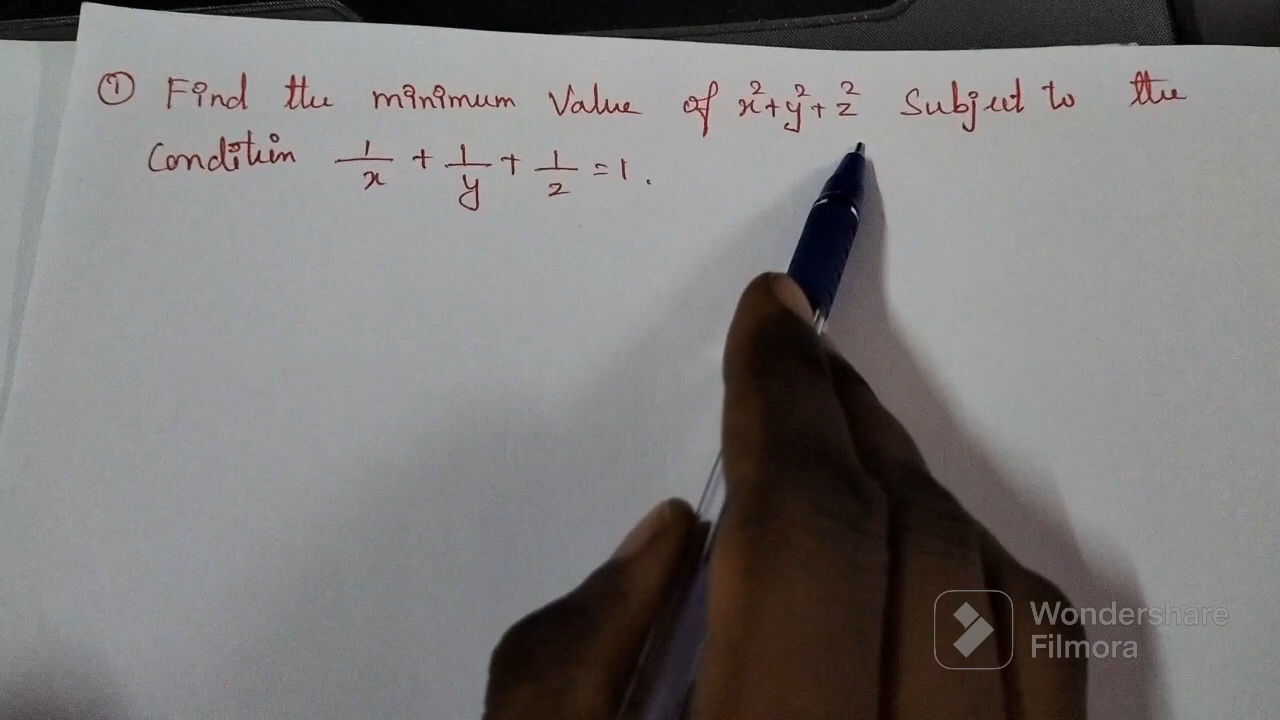 ① Find the minimum value of x²+y²+z² subject to the
condition 1/x + 1/y + 1/z = 1.
Wondershare
Filmora